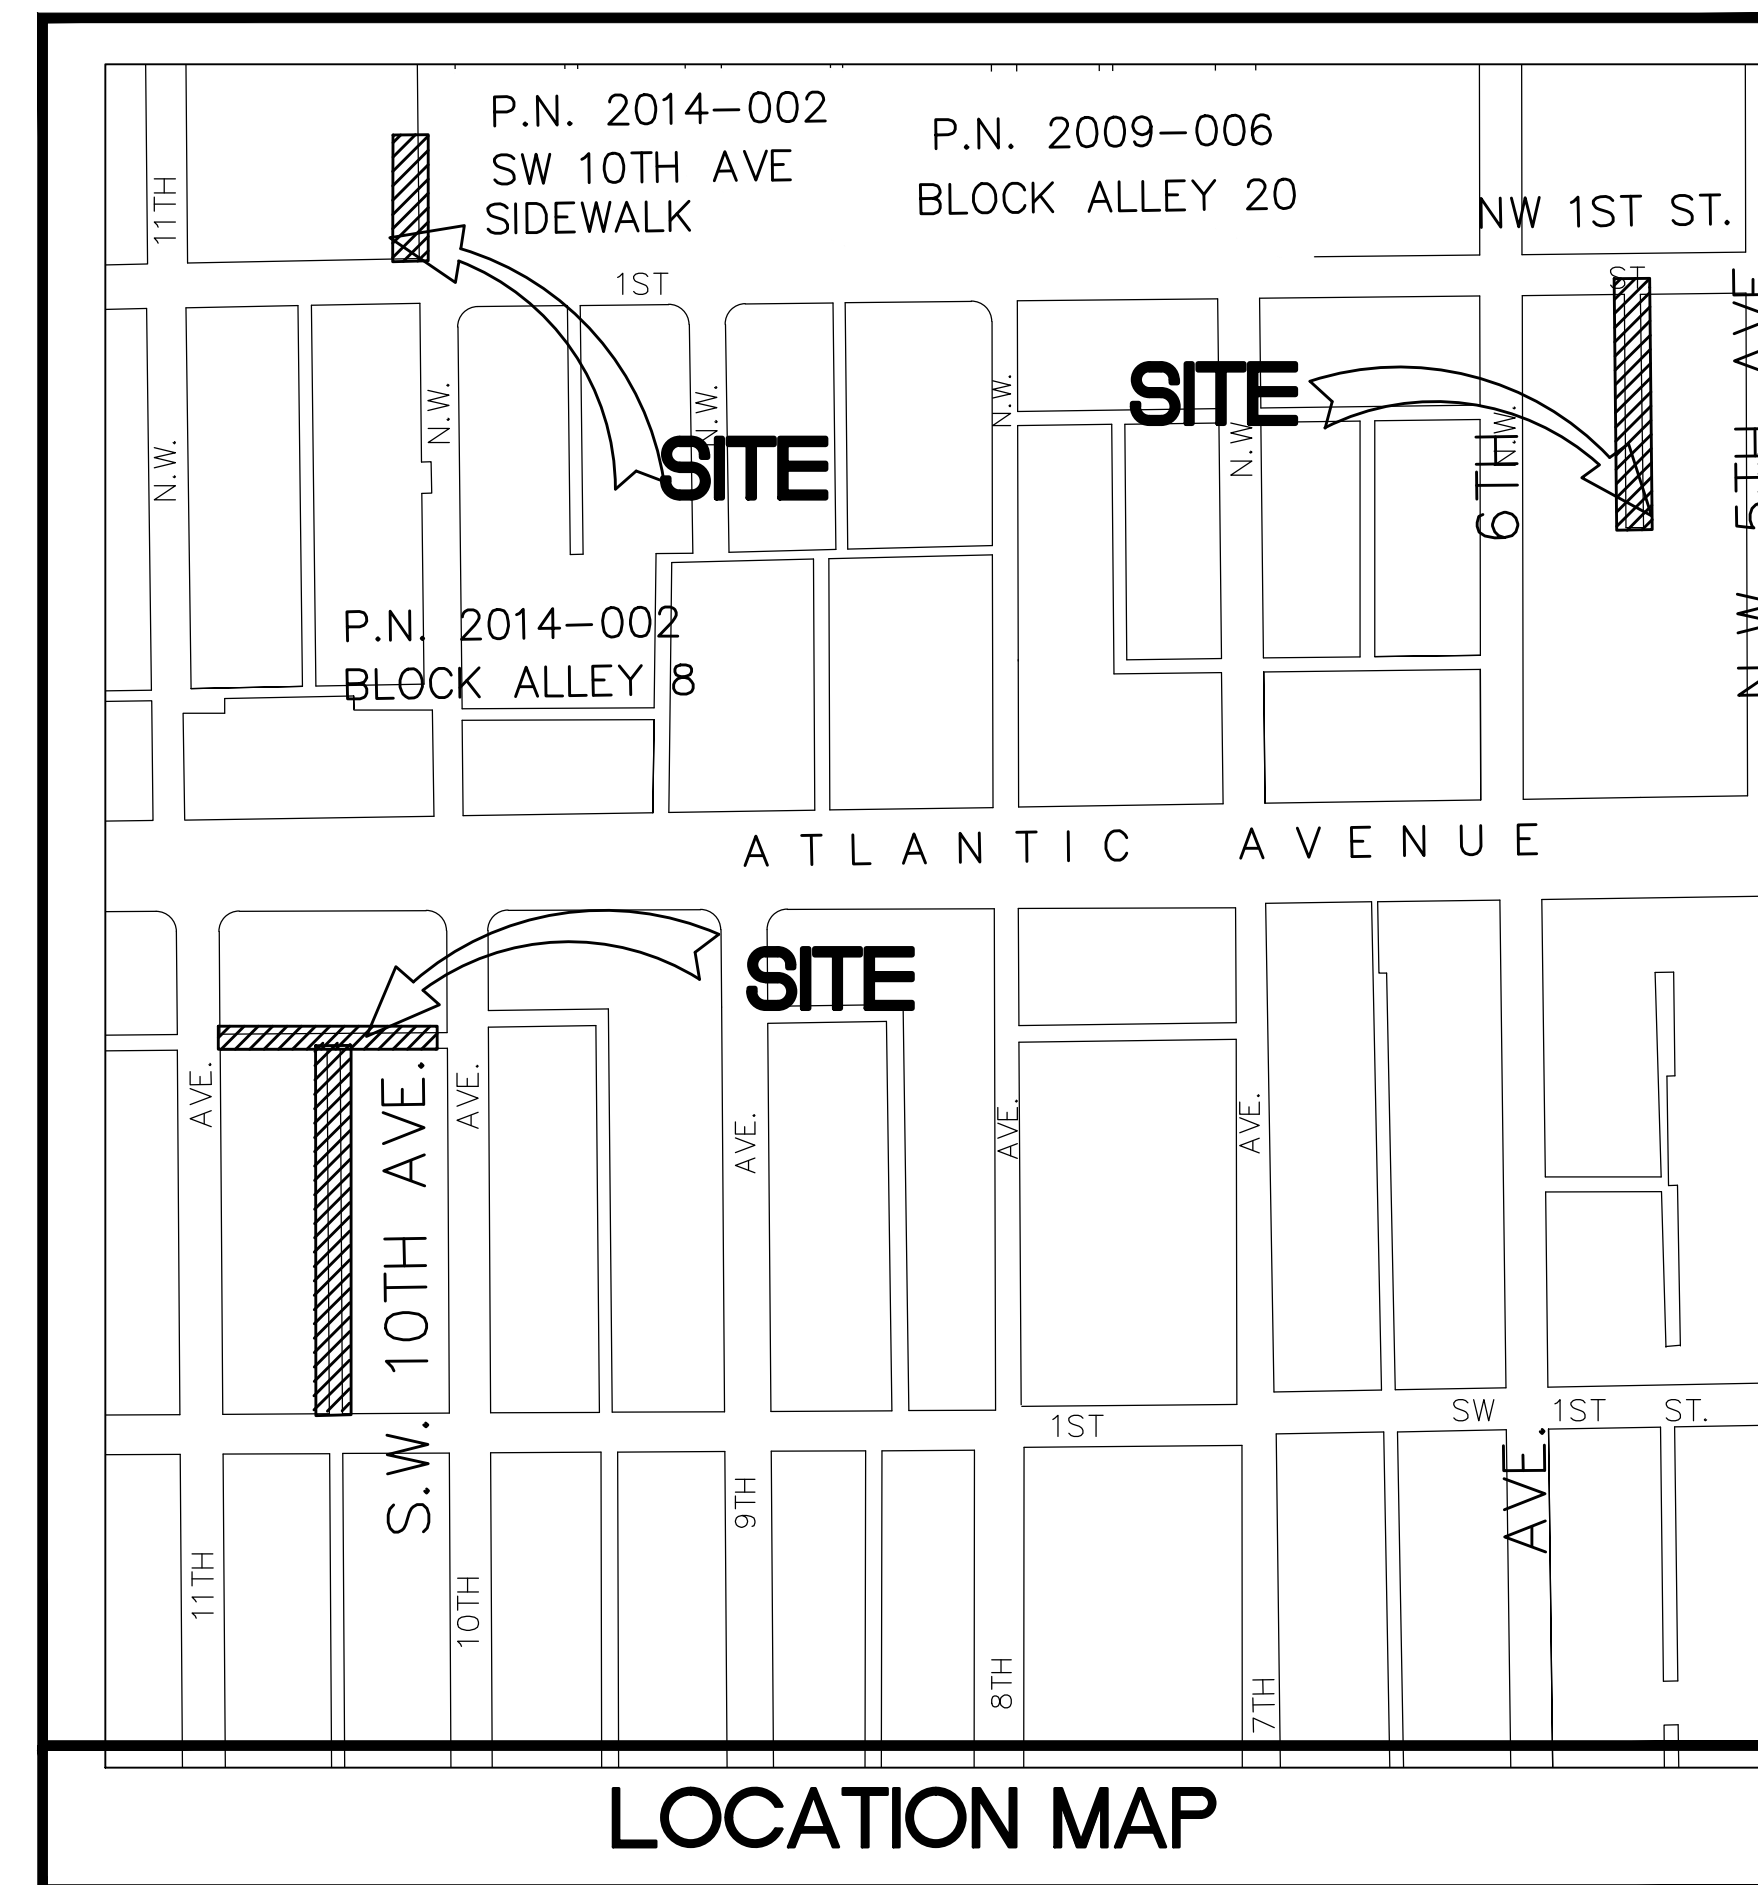 P.N. 2014-002
SW 10TH AVE
SIDEWALK
P.N. 2009-006
BLOCK ALLEY 20
NW 1ST ST.
11TH
1ST
ST
N.W.
N.W.
N.W.
N.W.
N.W.
N.W.
SITE
SITE
6TH
N.W. 5TH AVE
P.N. 2014-002
BLOCK ALLEY 8
ATLANTIC AVENUE
SITE
AVE.
AVE.
AVE.
AVE.
AVE.
S.W. 10TH AVE.
1ST
SW 1ST ST.
AVE.
11TH
10TH
9TH
8TH
7TH
LOCATION MAP